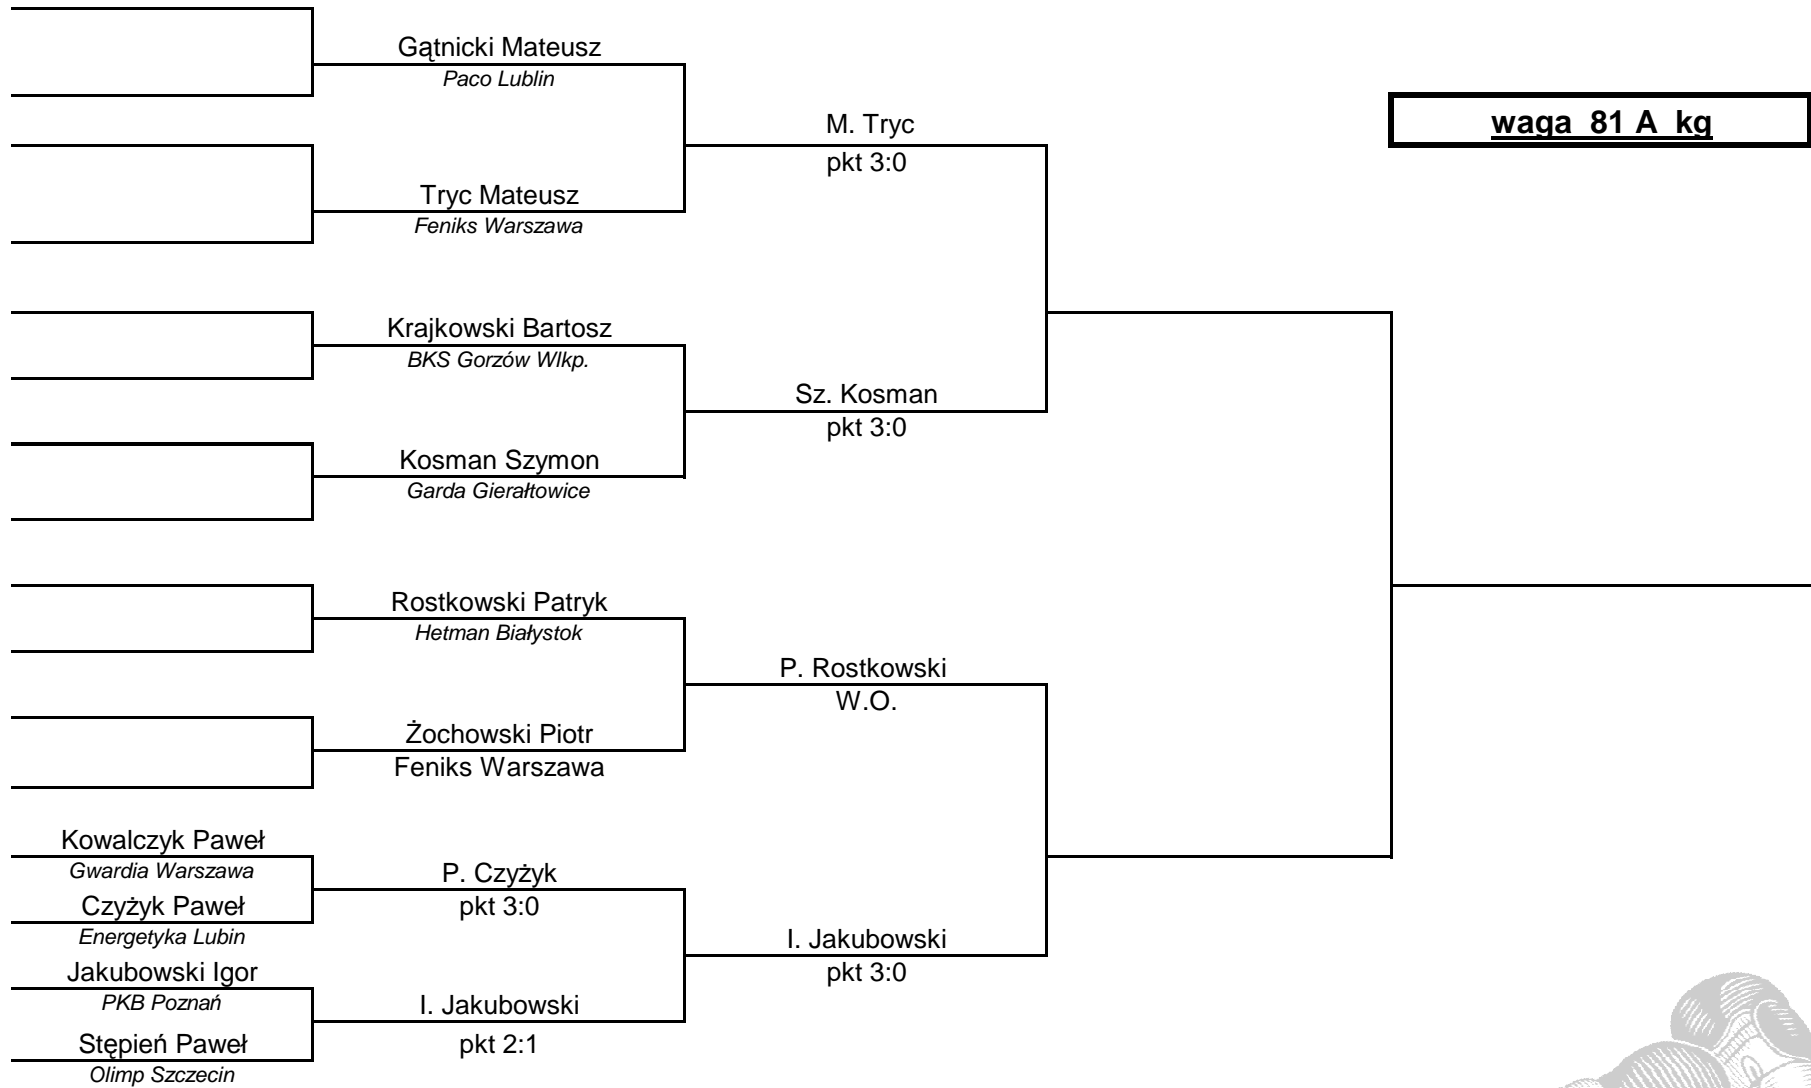 Gątnicki Mateusz
Paco Lublin
M. Tryc
pkt 3:0
waga 81 A kg
Tryc Mateusz
Feniks Warszawa
Krajkowski Bartosz
BKS Gorzów Wlkp.
Sz. Kosman
pkt 3:0
Kosman Szymon
Garda Gierałtowice
Rostkowski Patryk
Hetman Białystok
P. Rostkowski
W.O.
Żochowski Piotr
Feniks Warszawa
Kowalczyk Paweł
Gwardia Warszawa
P. Czyżyk
pkt 3:0
Czyżyk Paweł
Energetyka Lubin
I. Jakubowski
pkt 3:0
Jakubowski Igor
PKB Poznań
I. Jakubowski
pkt 2:1
Stępień Paweł
Olimp Szczecin